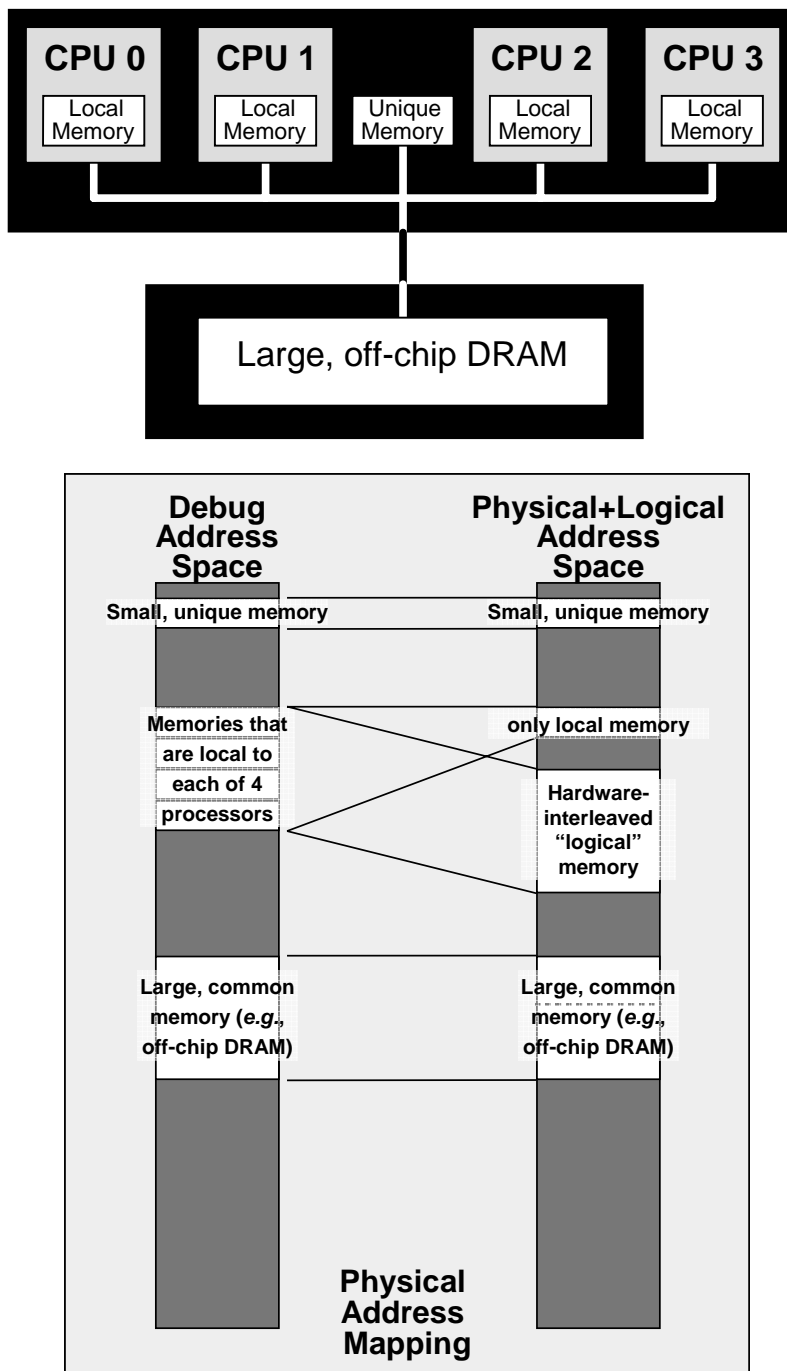 CPU 0
Local
Memory
CPU 1
Local
Memory
Unique
Memory
CPU 2
Local
Memory
CPU 3
Local
Memory
Large, off-chip DRAM
Debug
Address
Space
Small, unique memory
Memories that
are local to
each of 4
processors
Large, common
memory (e.g.,
off-chip DRAM)
Physical+Logical
Address
Space
Small, unique memory
only local memory
Hardware-
interleaved
“logical”
memory
Large, common
memory (e.g.,
off-chip DRAM)
Physical
Address
Mapping